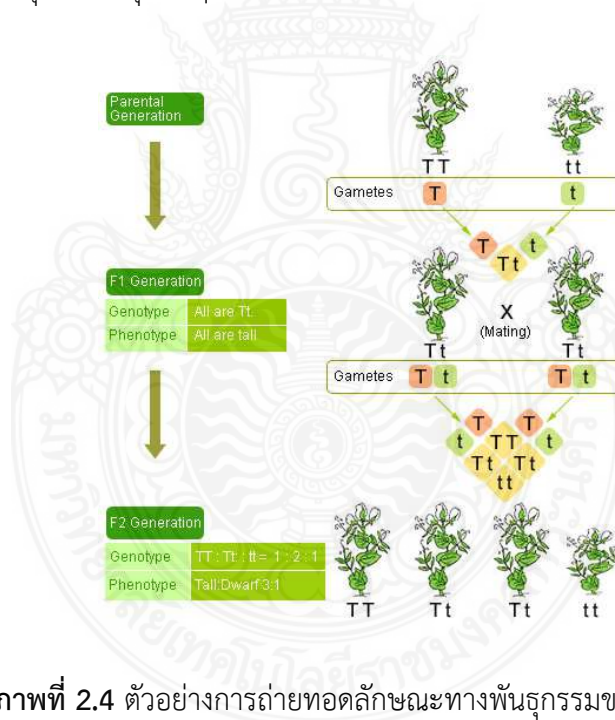 Parental
Generation
TT tt
Gametes T t
T t
Tt
F1 Generation
Genotype All are Tt.
Phenotype All are tall
X
(Mating)
Tt Tt
Gametes T t T t
T T
t TT t
Tt Tt
tt
F2 Generation
Genotype TT : Tt : tt = 1 : 2 : 1
Phenotype Tall:Dwarf 3:1
TT Tt Tt tt
ภาพที่ 2.4 ตัวอย่างการถ่ายทอดลักษณะทางพันธุกรรมข